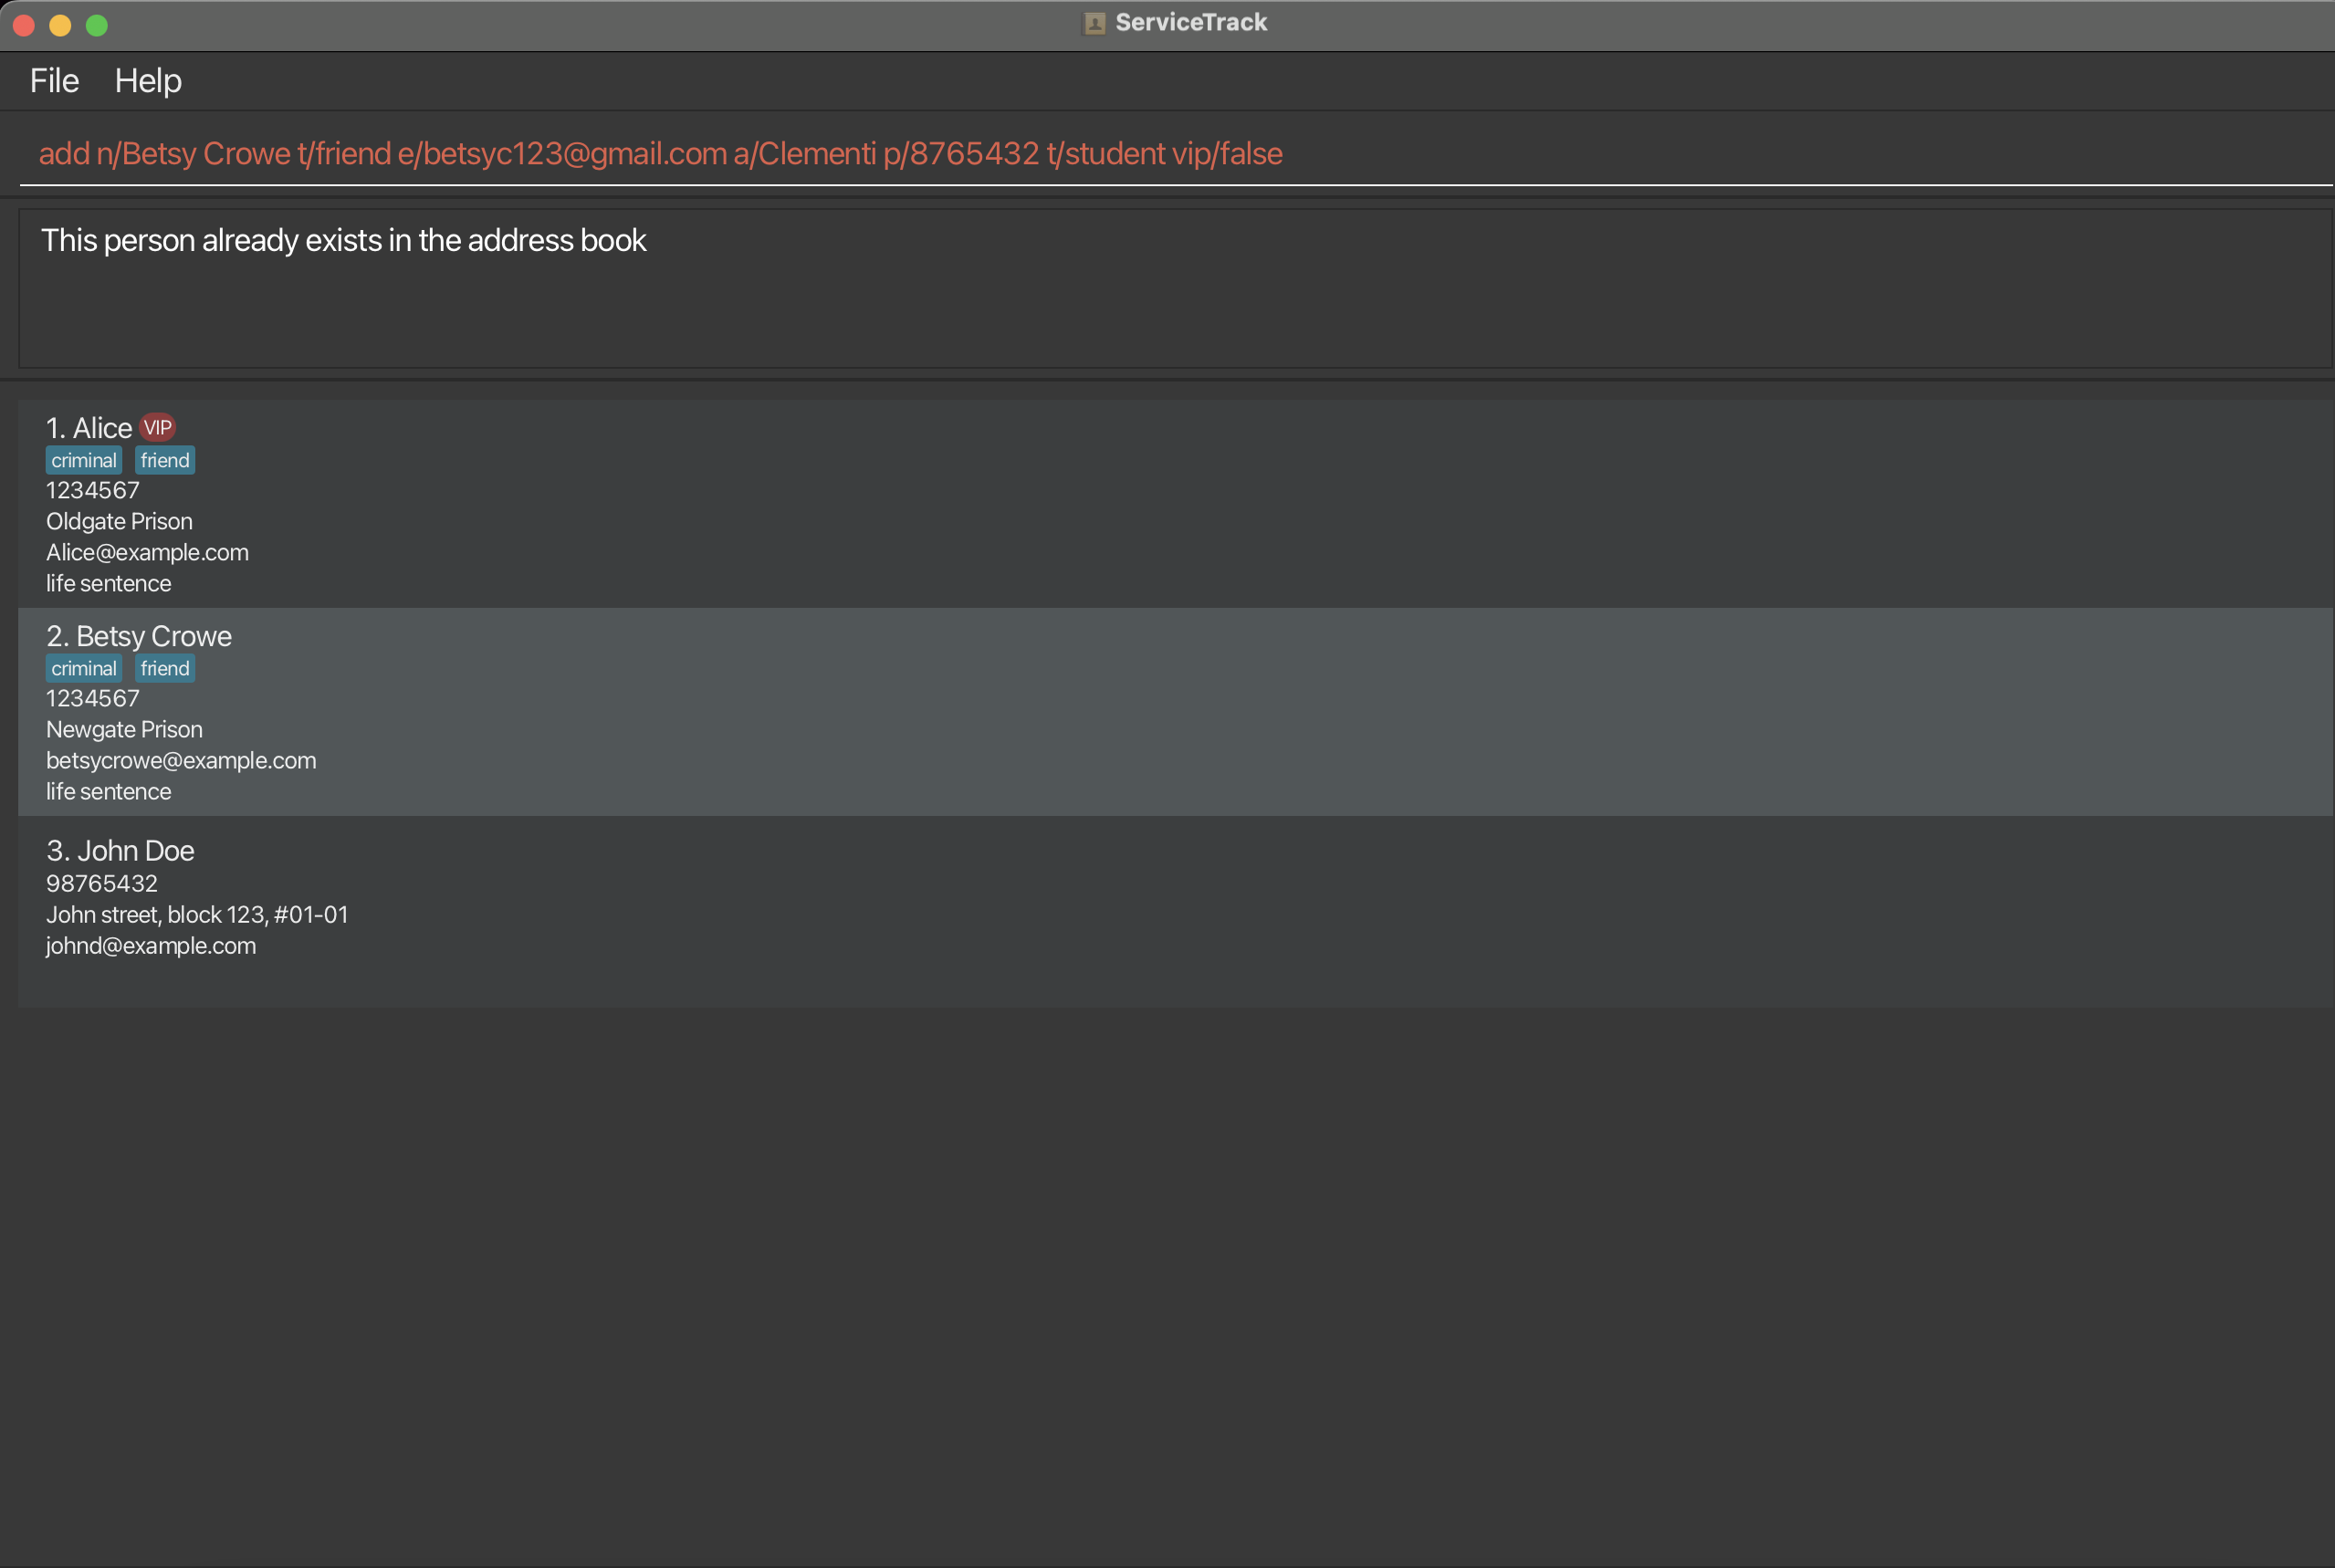 ServiceTrack
File Help
add n/Betsy Crowe t/friend e/betsyc123@gmail.com a/Clementi p/8765432 t/student vip/false
This person already exists in the address book
1. Alice VIP
criminal friend
1234567
Oldgate Prison
Alice@example.com
life sentence
2. Betsy Crowe
criminal friend
1234567
Newgate Prison
betsycrowe@example.com
life sentence
3. John Doe
98765432
John street, block 123, #01-01
johnd@example.com